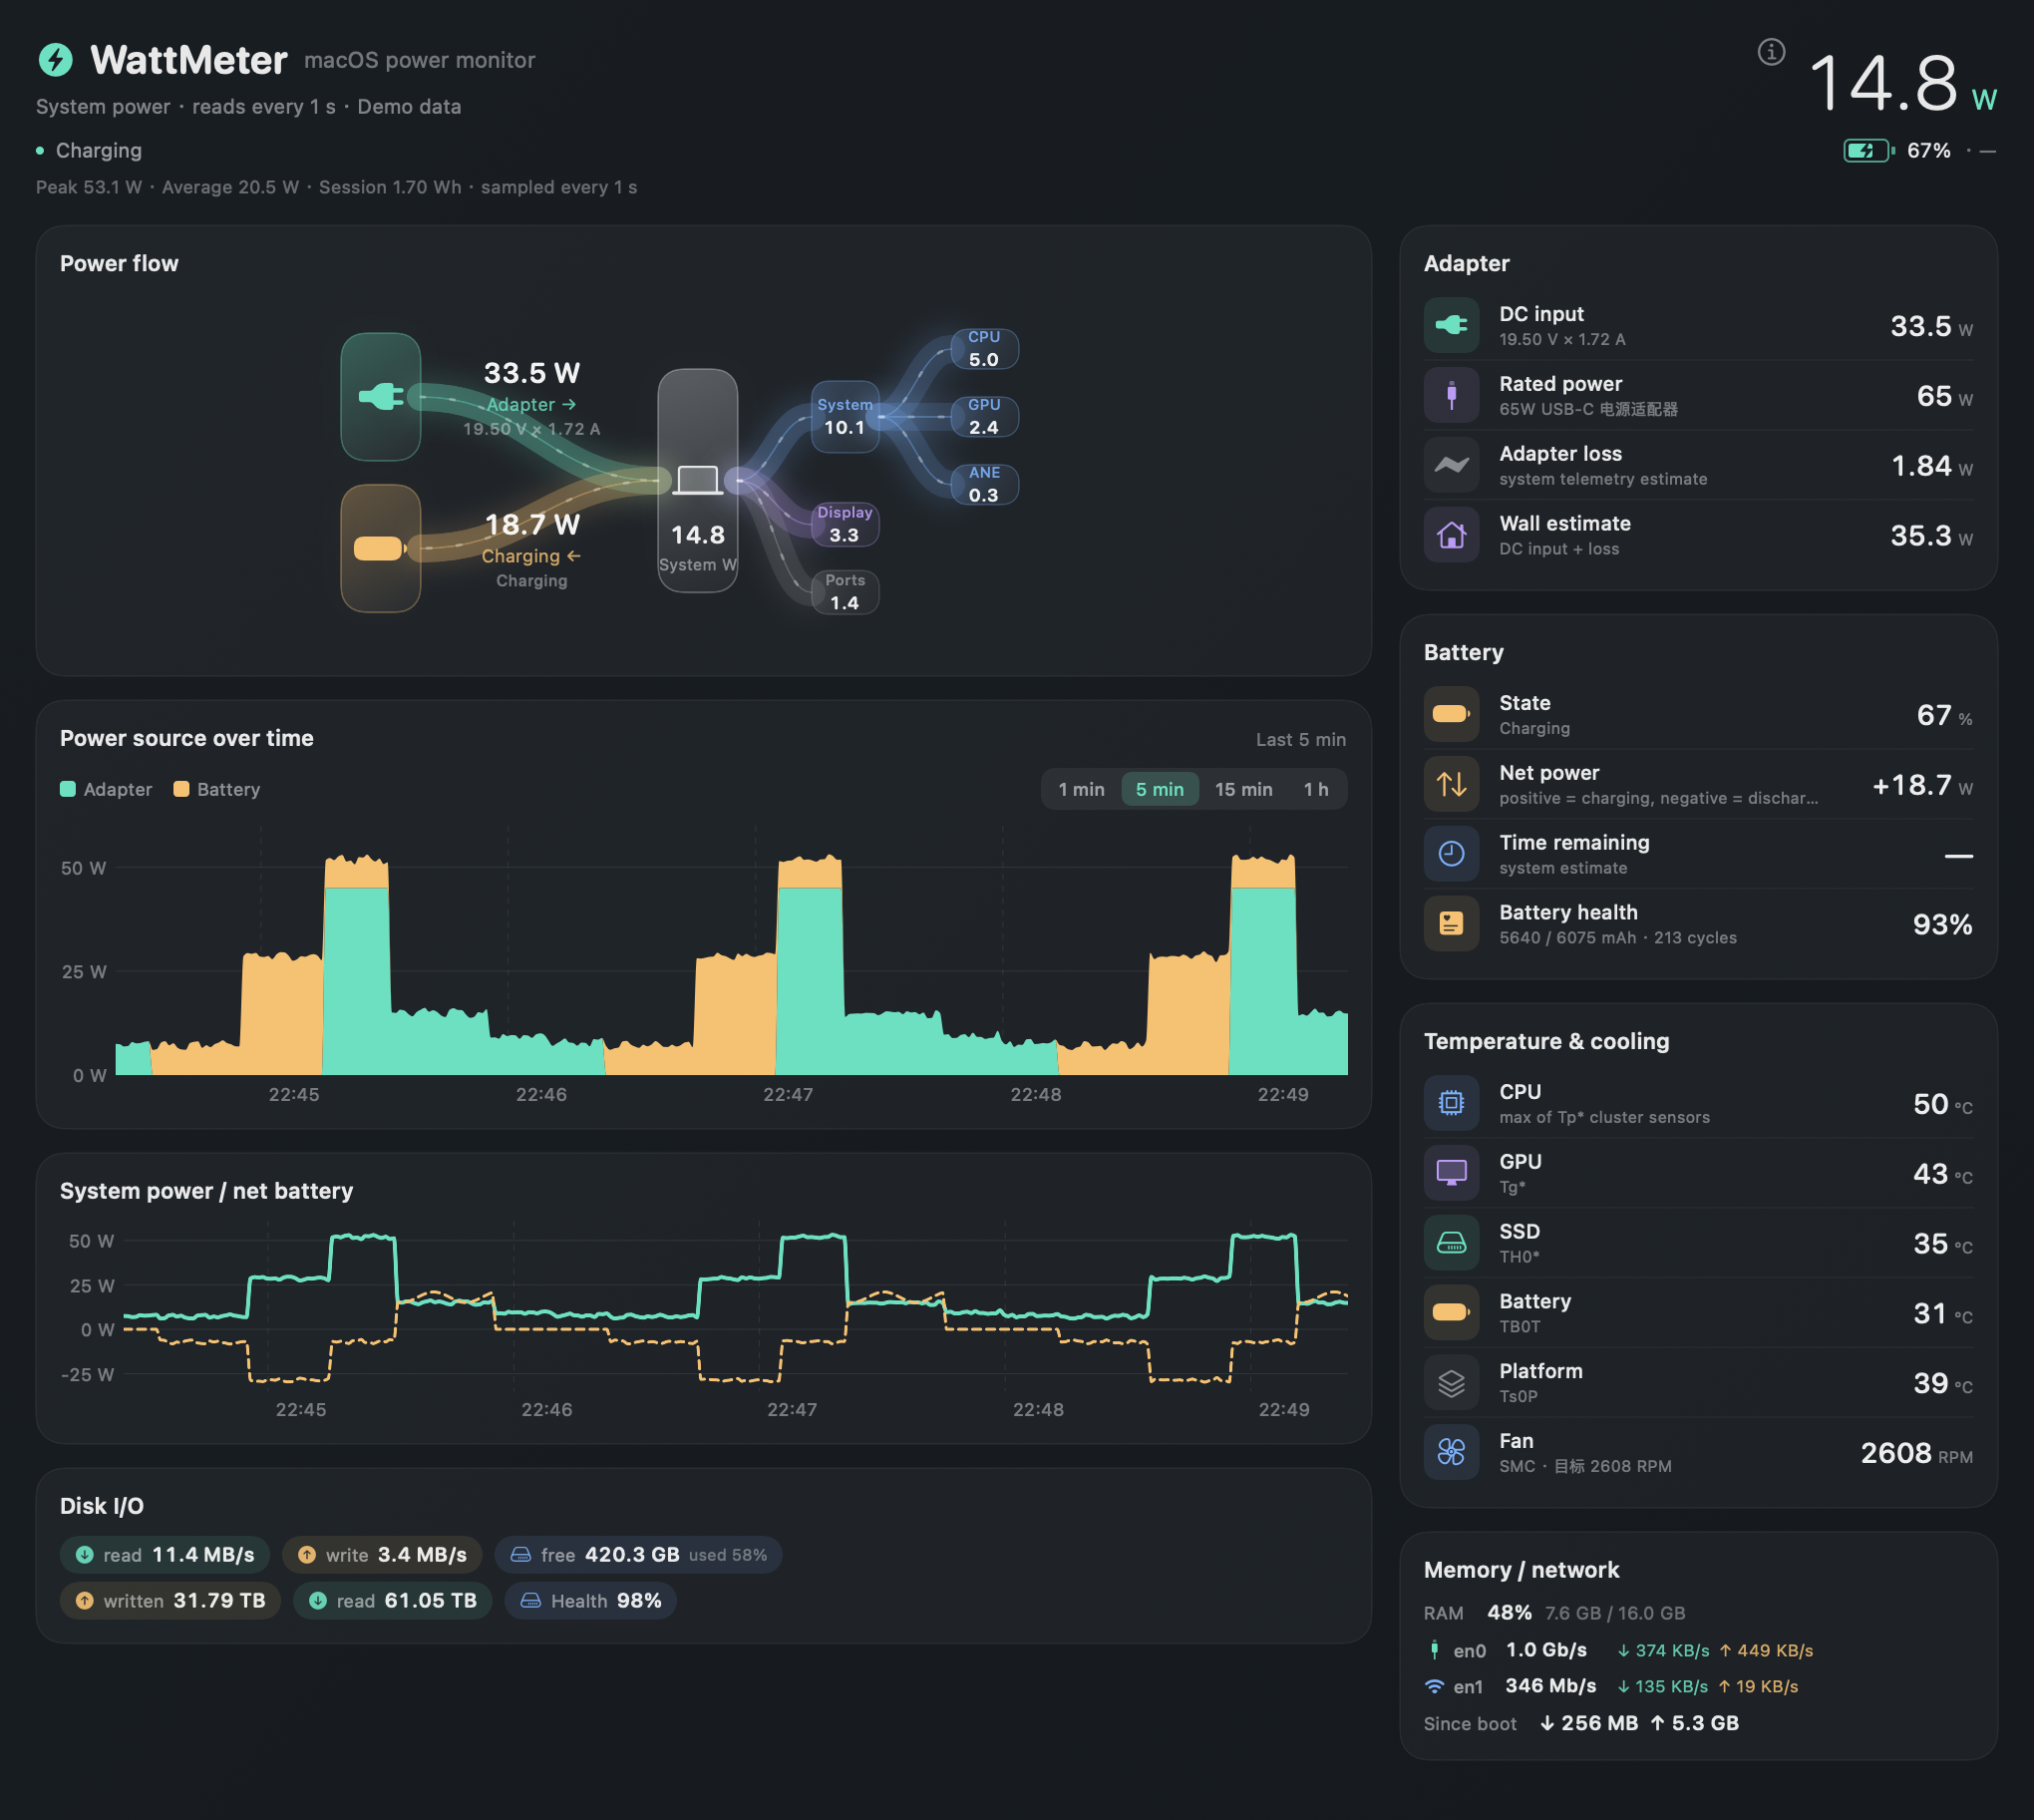 WattMeter macOS power monitor
System power · reads every 1 s · Demo data
Charging
Peak 53.1 W · Average 20.5 W · Session 1.70 Wh · sampled every 1 s
14.8 W
67% · —
Power flow
33.5 W
Adapter →
19.50 V × 1.72 A
18.7 W
Charging ←
Charging
14.8
System W
System
10.1
CPU
5.0
GPU
2.4
ANE
0.3
Display
3.3
Ports
1.4
Power source over time
Last 5 min
Adapter Battery
1 min 5 min 15 min 1 h
50 W
25 W
0 W
22:45 22:46 22:47 22:48 22:49
System power / net battery
50 W
25 W
0 W
-25 W
22:45 22:46 22:47 22:48 22:49
Disk I/O
read 11.4 MB/s write 3.4 MB/s free 420.3 GB used 58%
written 31.79 TB read 61.05 TB Health 98%
Adapter
DC input
19.50 V × 1.72 A
33.5 W
Rated power
65W USB-C 电源适配器
65 W
Adapter loss
system telemetry estimate
1.84 W
Wall estimate
DC input + loss
35.3 W
Battery
State
Charging
67 %
Net power
positive = charging, negative = dischar...
+18.7 W
Time remaining
system estimate
—
Battery health
5640 / 6075 mAh · 213 cycles
93%
Temperature & cooling
CPU
max of Tp* cluster sensors
50 °C
GPU
Tg*
43 °C
SSD
TH0*
35 °C
Battery
TB0T
31 °C
Platform
Ts0P
39 °C
Fan
SMC · 目标 2608 RPM
2608 RPM
Memory / network
RAM 48% 7.6 GB / 16.0 GB
en0 1.0 Gb/s ↓ 374 KB/s ↑ 449 KB/s
en1 346 Mb/s ↓ 135 KB/s ↑ 19 KB/s
Since boot ↓ 256 MB ↑ 5.3 GB